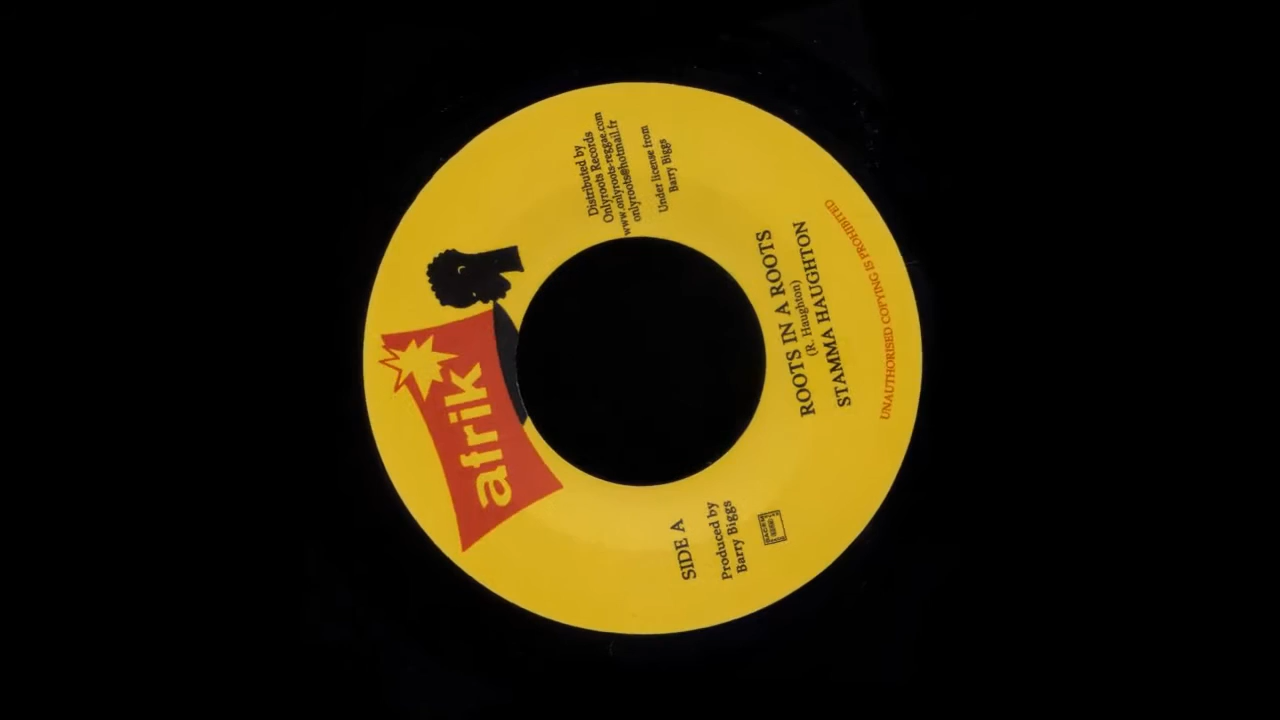 afrik
Distributed by
Onlyroots Records
www.onlyroots-reggae.com
onlyroots@hotmail.fr
Under license from
Barry Biggs
SIDE A
Produced by
Barry Biggs
ROOTS IN A ROOTS
(R. Haughton)
STAMMA HAUGHTON
UNAUTHORISED COPYING IS PROHIBITED